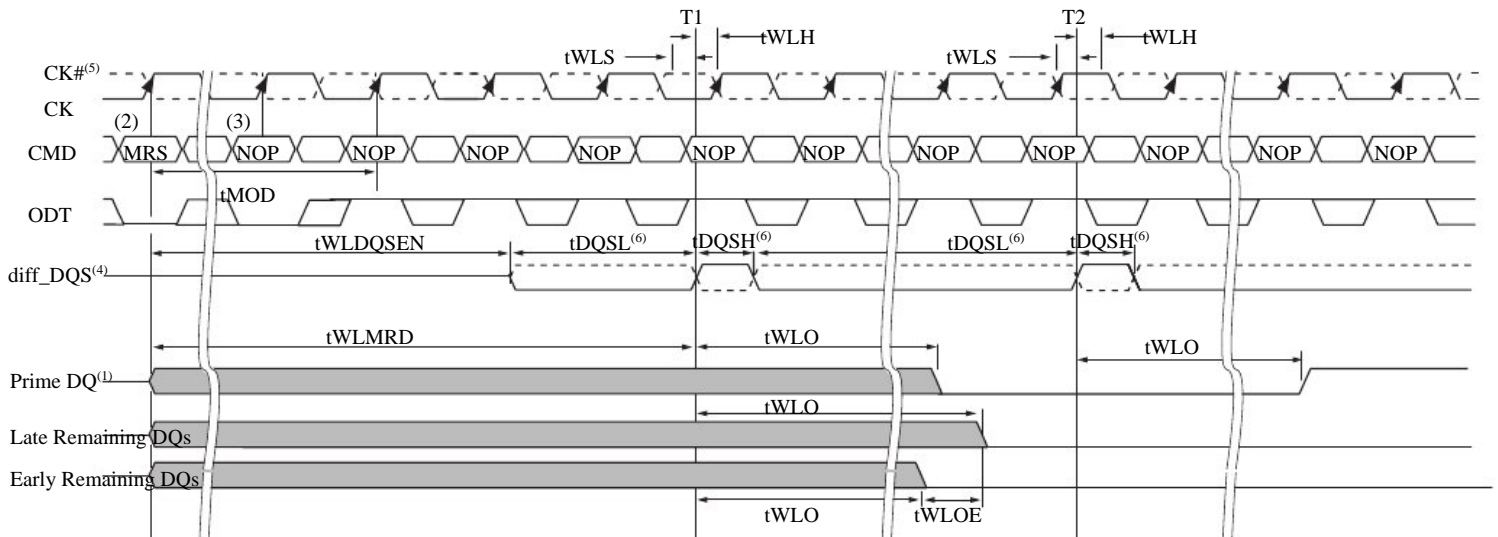 T1 T2
tWLH tWLH
tWLS tWLS
CK#(5)
CK
(2) (3)
CMD MRS NOP NOP NOP NOP NOP NOP NOP NOP NOP NOP NOP
tMOD
ODT
tWLDQSEN tDQSL(6) tDQSH(6) tDQSL(6) tDQSH(6)
diff_DQS(4)
tWLMRD tWLO tWLO
Prime DQ(1)
tWLO
Late Remaining DQs
Early Remaining DQs
tWLO tWLOE